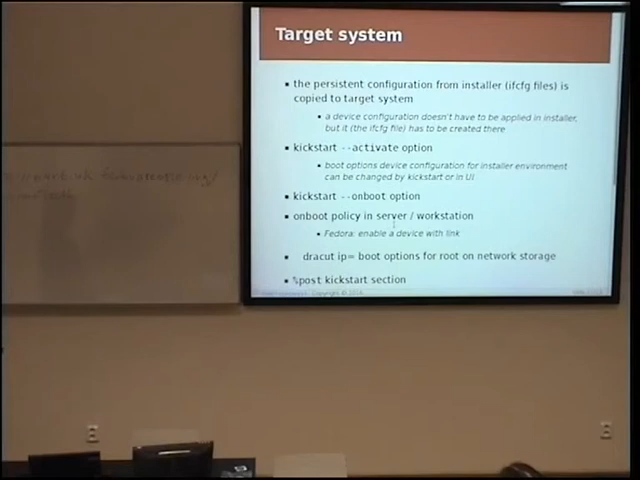 Target system
▪ the persistent configuration from installer (ifcfg files) is
copied to target system
▪ a device configuration doesn't have to be applied in installer,
but it (the ifcfg file) has to be created there
▪ kickstart --activate option
▪ boot options device configuration for installer environment
can be changed by kickstart or in UI
▪ kickstart --onboot option
▪ onboot policy in server / workstation
▪ Fedora: enable a device with link
▪ dracut ip= boot options for root on network storage
▪ %post kickstart section